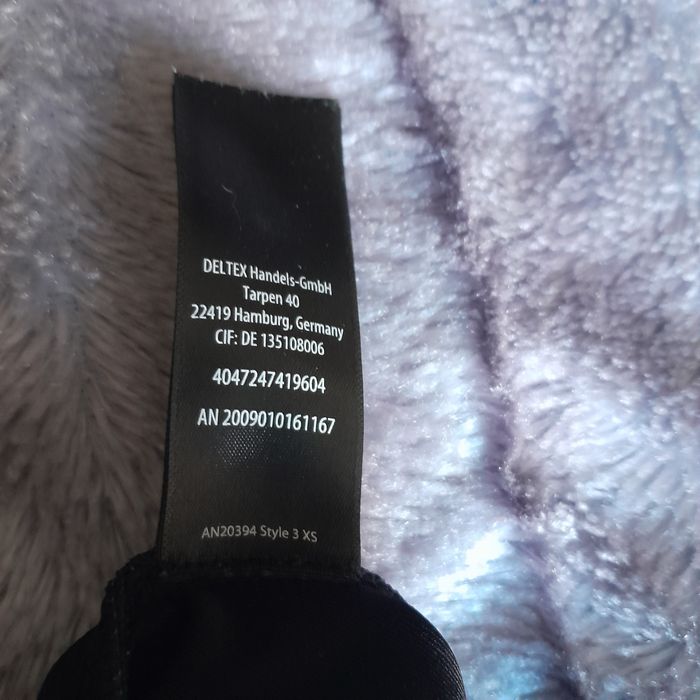 DELTEX Handels-GmbH
Tarpen 40
22419 Hamburg, Germany
CIF: DE 135108006
4047247419604
AN 2009010161167
AN20394 Style 3 XS